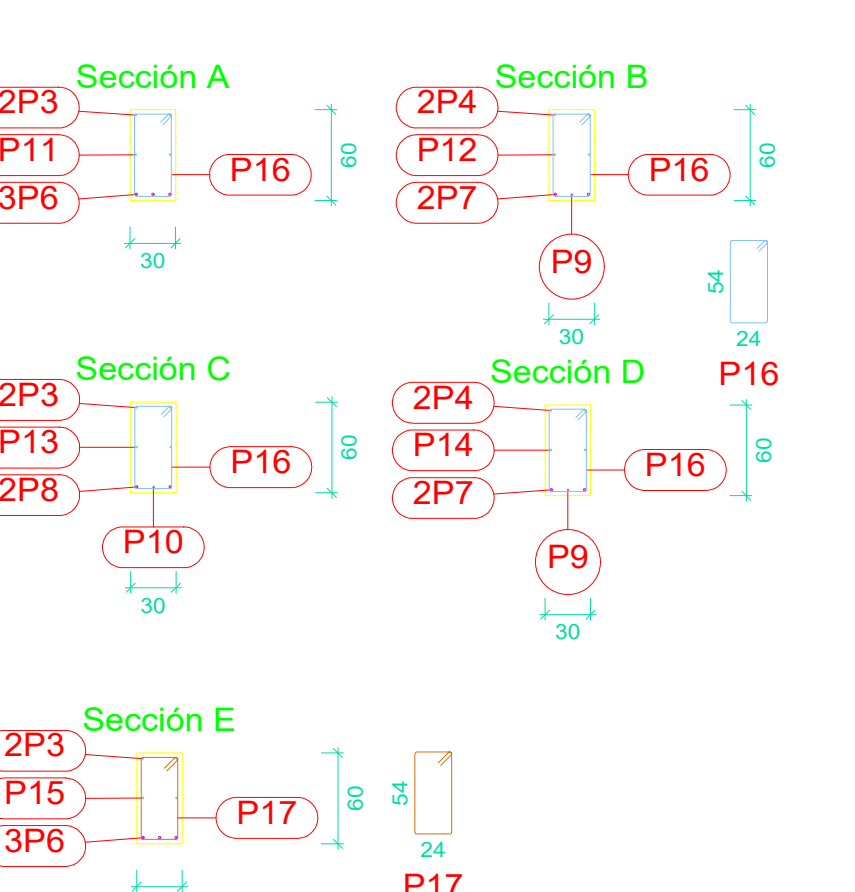 Sección A
2P3
P11
3P6
P16
60
30
Sección B
2P4
P12
2P7
P16
60
P9
30
54
24
P16
Sección C
2P3
P13
2P8
P16
60
P10
30
Sección D
2P4
P14
2P7
P16
60
P9
30
Sección E
2P3
P15
3P6
P17
60
54
24
P17